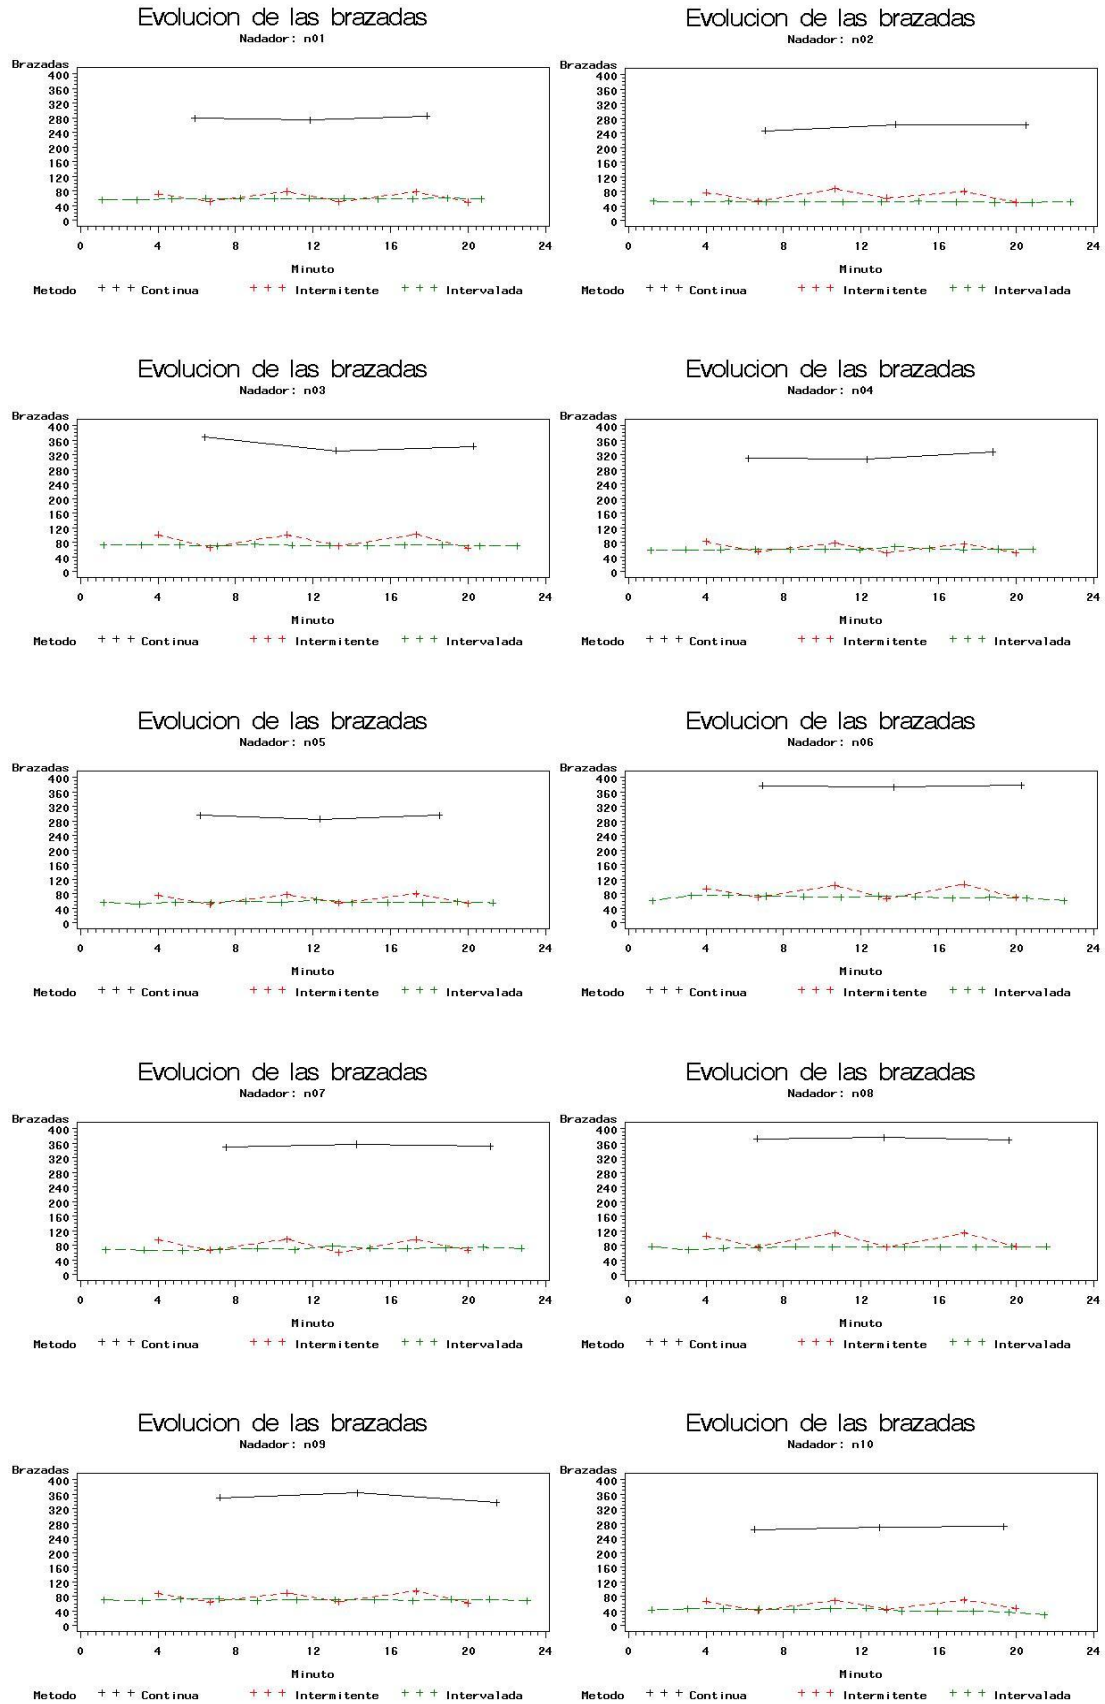 Evolucion de las brazadas
Nadador: n01
Brazadas
400
360
320
280
240
200
160
120
80
40
0
0 4 8 12 16 20 24
Minuto
Metodo + + + Continua + + + Intermitente + + + Intervalada
Evolucion de las brazadas
Nadador: n02
Brazadas
400
360
320
280
240
200
160
120
80
40
0
0 4 8 12 16 20 24
Minuto
Metodo + + + Continua + + + Intermitente + + + Intervalada
Evolucion de las brazadas
Nadador: n03
Brazadas
400
360
320
280
240
200
160
120
80
40
0
0 4 8 12 16 20 24
Minuto
Metodo + + + Continua + + + Intermitente + + + Intervalada
Evolucion de las brazadas
Nadador: n04
Brazadas
400
360
320
280
240
200
160
120
80
40
0
0 4 8 12 16 20 24
Minuto
Metodo + + + Continua + + + Intermitente + + + Intervalada
Evolucion de las brazadas
Nadador: n05
Brazadas
400
360
320
280
240
200
160
120
80
40
0
0 4 8 12 16 20 24
Minuto
Metodo + + + Continua + + + Intermitente + + + Intervalada
Evolucion de las brazadas
Nadador: n06
Brazadas
400
360
320
280
240
200
160
120
80
40
0
0 4 8 12 16 20 24
Minuto
Metodo + + + Continua + + + Intermitente + + + Intervalada
Evolucion de las brazadas
Nadador: n07
Brazadas
400
360
320
280
240
200
160
120
80
40
0
0 4 8 12 16 20 24
Minuto
Metodo + + + Continua + + + Intermitente + + + Intervalada
Evolucion de las brazadas
Nadador: n08
Brazadas
400
360
320
280
240
200
160
120
80
40
0
0 4 8 12 16 20 24
Minuto
Metodo + + + Continua + + + Intermitente + + + Intervalada
Evolucion de las brazadas
Nadador: n09
Brazadas
400
360
320
280
240
200
160
120
80
40
0
0 4 8 12 16 20 24
Minuto
Metodo + + + Continua + + + Intermitente + + + Intervalada
Evolucion de las brazadas
Nadador: n10
Brazadas
400
360
320
280
240
200
160
120
80
40
0
0 4 8 12 16 20 24
Minuto
Metodo + + + Continua + + + Intermitente + + + Intervalada